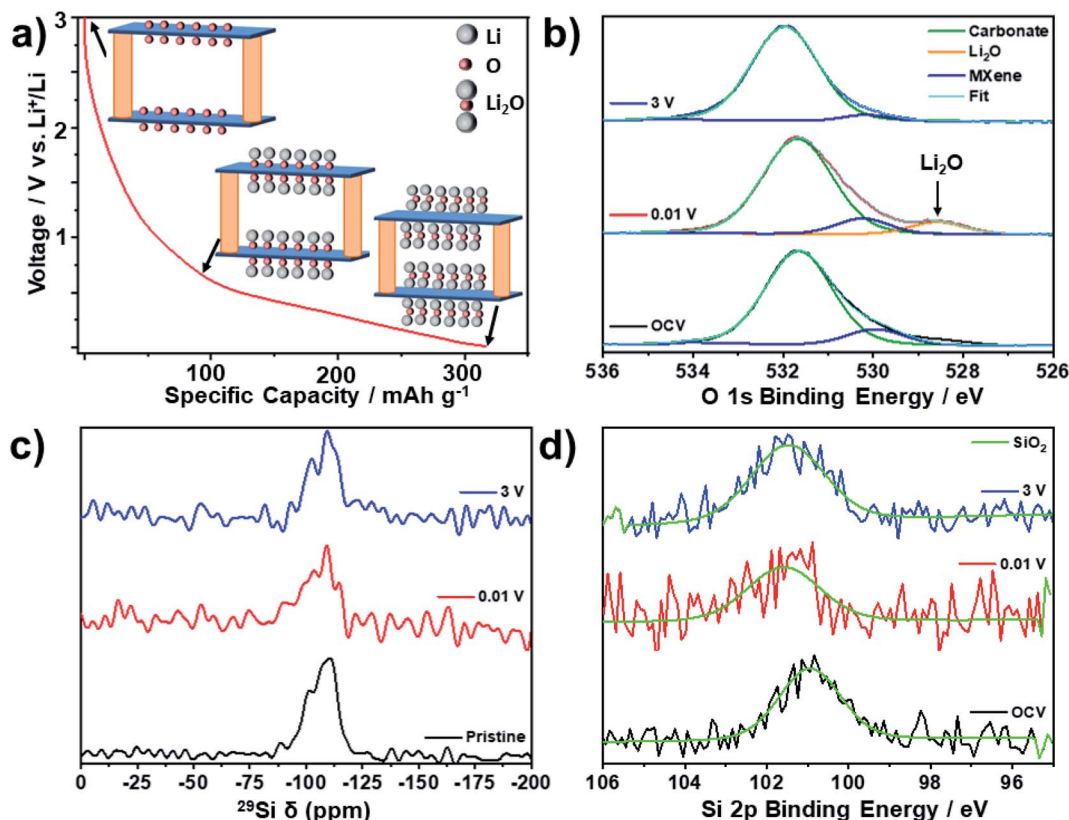 a)
Voltage / V vs. Li⁺/Li
3
2
1
100
200
300
Specific Capacity / mAh g⁻¹
Li
O
Li₂O
b)
Carbonate
Li₂O
MXene
Fit
3 V
0.01 V
Li₂O
OCV
536
534
532
530
528
526
O 1s Binding Energy / eV
c)
3 V
0.01 V
Pristine
0
-25
-50
-75
-100
-125
-150
-175
-200
²⁹Si δ (ppm)
d)
SiO₂
3 V
0.01 V
OCV
106
104
102
100
98
96
Si 2p Binding Energy / eV